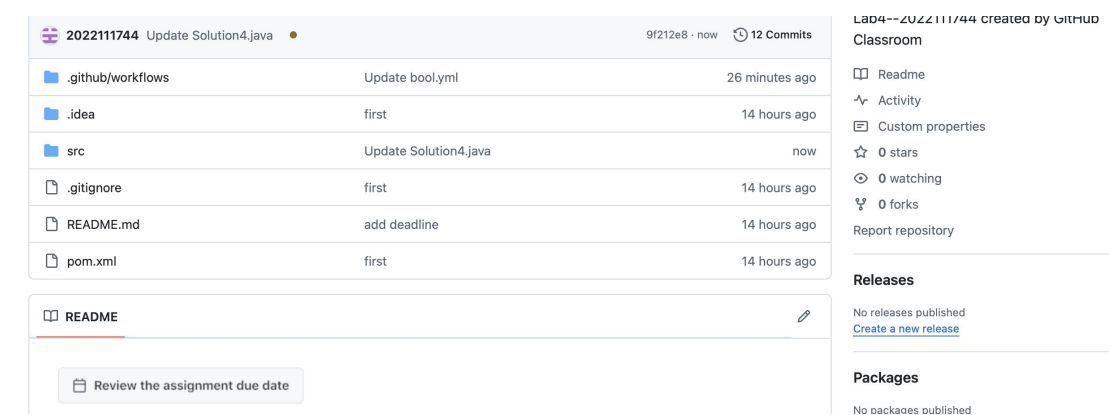 2022111744 Update Solution4.java 9f212e8 · now 12 Commits
.github/workflows Update bool.yml 26 minutes ago
.idea first 14 hours ago
src Update Solution4.java now
.gitignore first 14 hours ago
README.md add deadline 14 hours ago
pom.xml first 14 hours ago
README
Review the assignment due date
Lab4--2022111744 created by GitHub
Classroom
Readme
Activity
Custom properties
0 stars
0 watching
0 forks
Report repository
Releases
No releases published
Create a new release
Packages
No packages published